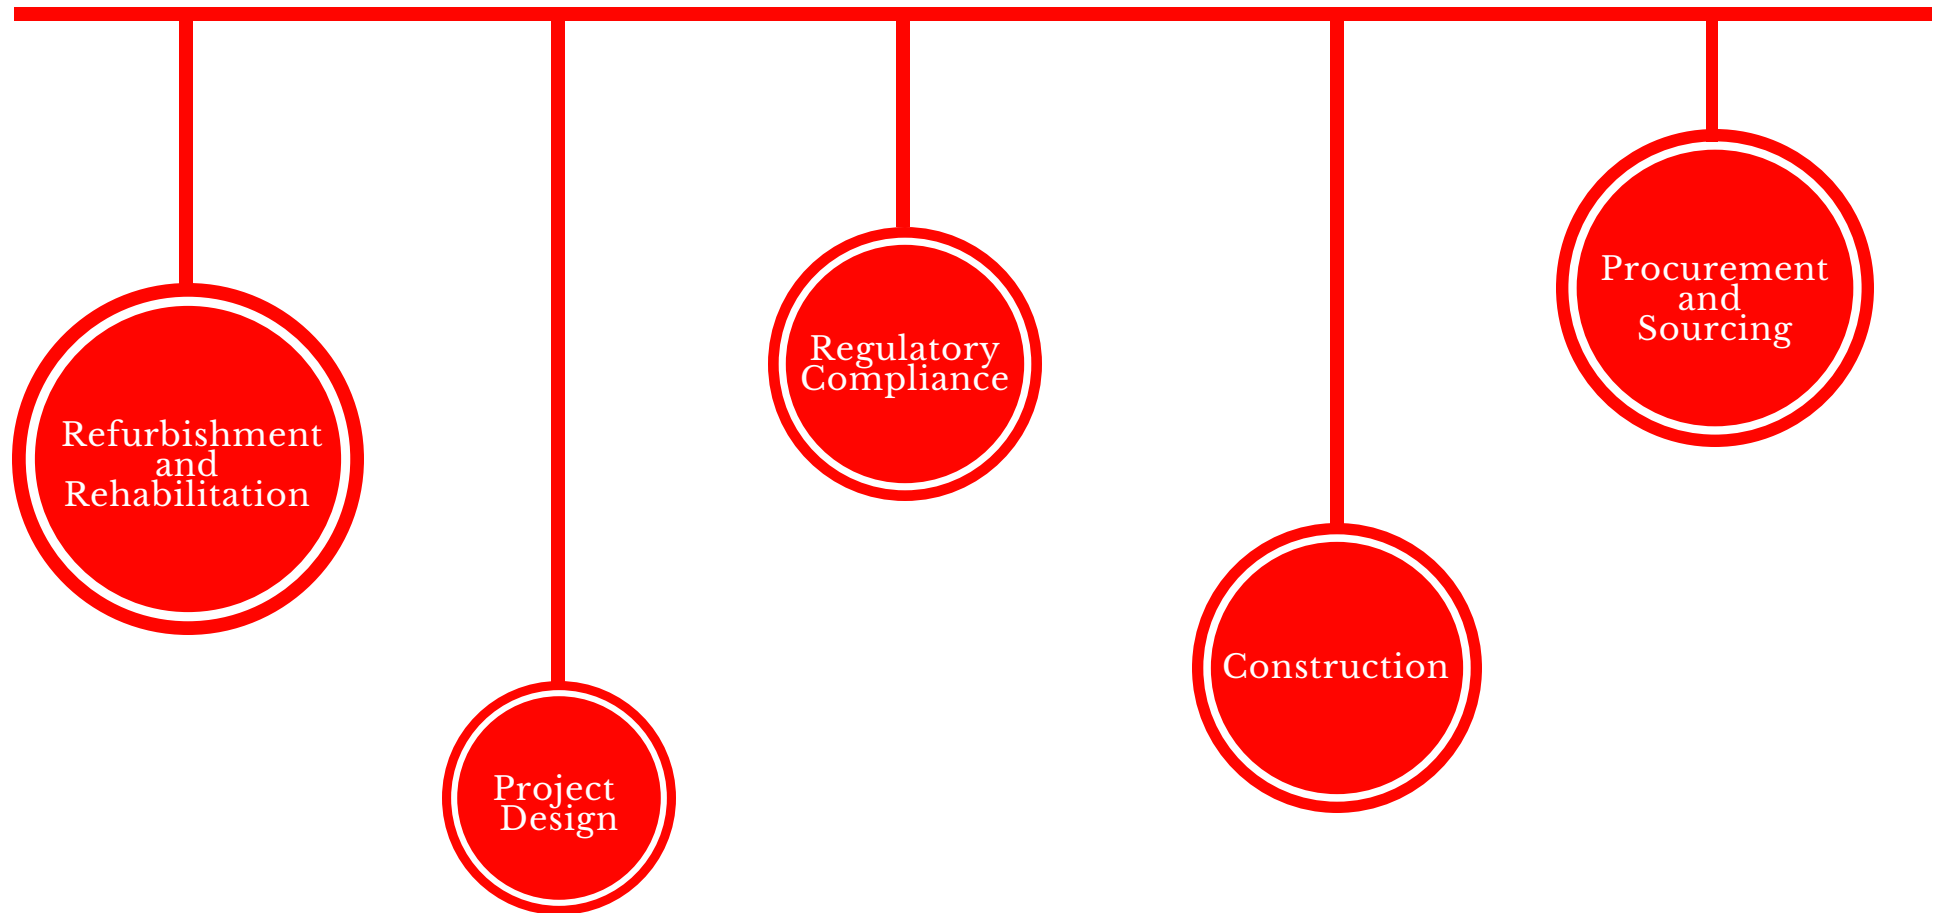 Refurbishment
and
Rehabilitation
Project
Design
Regulatory
Compliance
Construction
Procurement
and
Sourcing